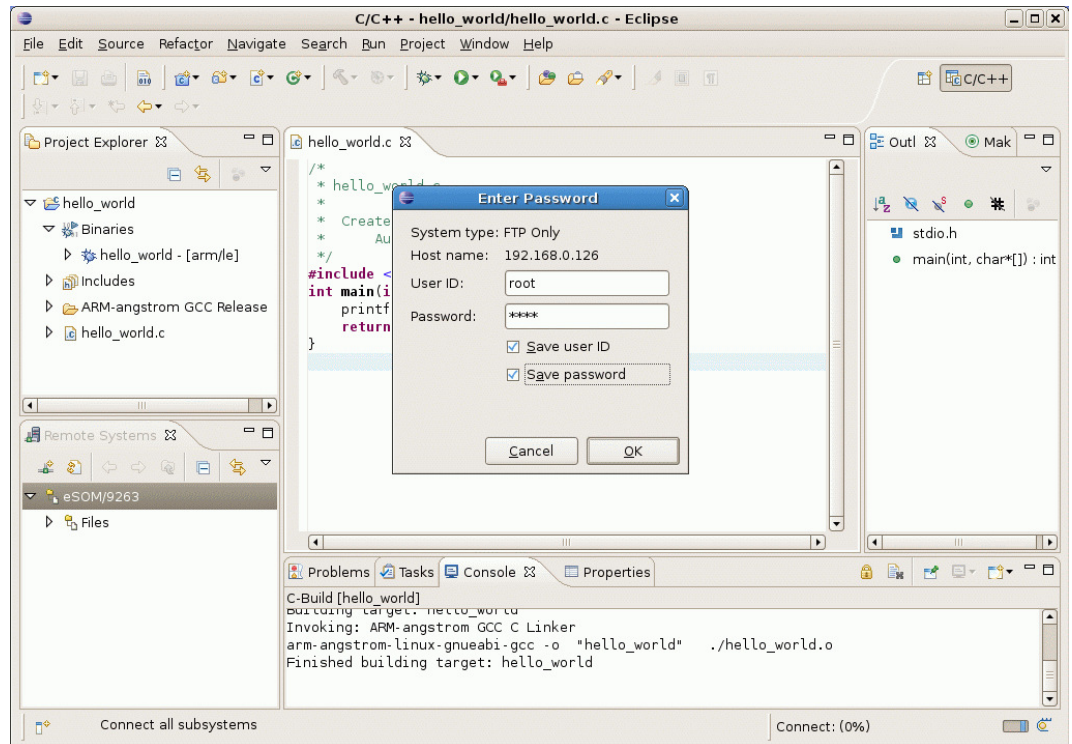 C/C++ - hello_world/hello_world.c - Eclipse
File Edit Source Refactor Navigate Search Run Project Window Help
C/C++
Project Explorer
hello_world
Binaries
hello_world - [arm/le]
Includes
ARM-angstrom GCC Release
hello_world.c
Remote Systems
eSOM/9263
Files
hello_world.c
/*
*
* Create
* Au
*/
#include <
int main(i
printf
return
}
Enter Password
System type: FTP Only
Host name: 192.168.0.126
User ID: root
Password: ****
Save user ID
Save password
Cancel OK
Outl Mak
stdio.h
main(int, char*[]) : int
Problems Tasks Console Properties
C-Build [hello_world]
Building target: hello_world
Invoking: ARM-angstrom GCC C Linker
arm-angstrom-linux-gnueabi-gcc -o "hello_world" ./hello_world.o
Finished building target: hello_world
Connect all subsystems
Connect: (0%)